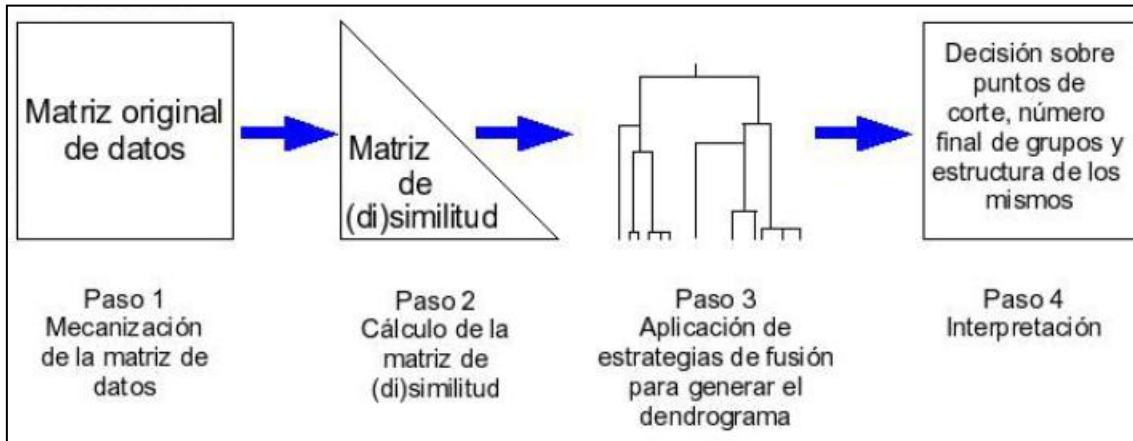 Matriz original
de datos
Matriz
de
(di)similitud
Decisión sobre
puntos de
corte, número
final de grupos y
estructura de los
mismos
Paso 1
Mecanización
de la matriz de
datos
Paso 2
Cálculo de la
matriz de
(di)similitud
Paso 3
Aplicación de
estrategias de fusión
para generar el
dendrograma
Paso 4
Interpretación